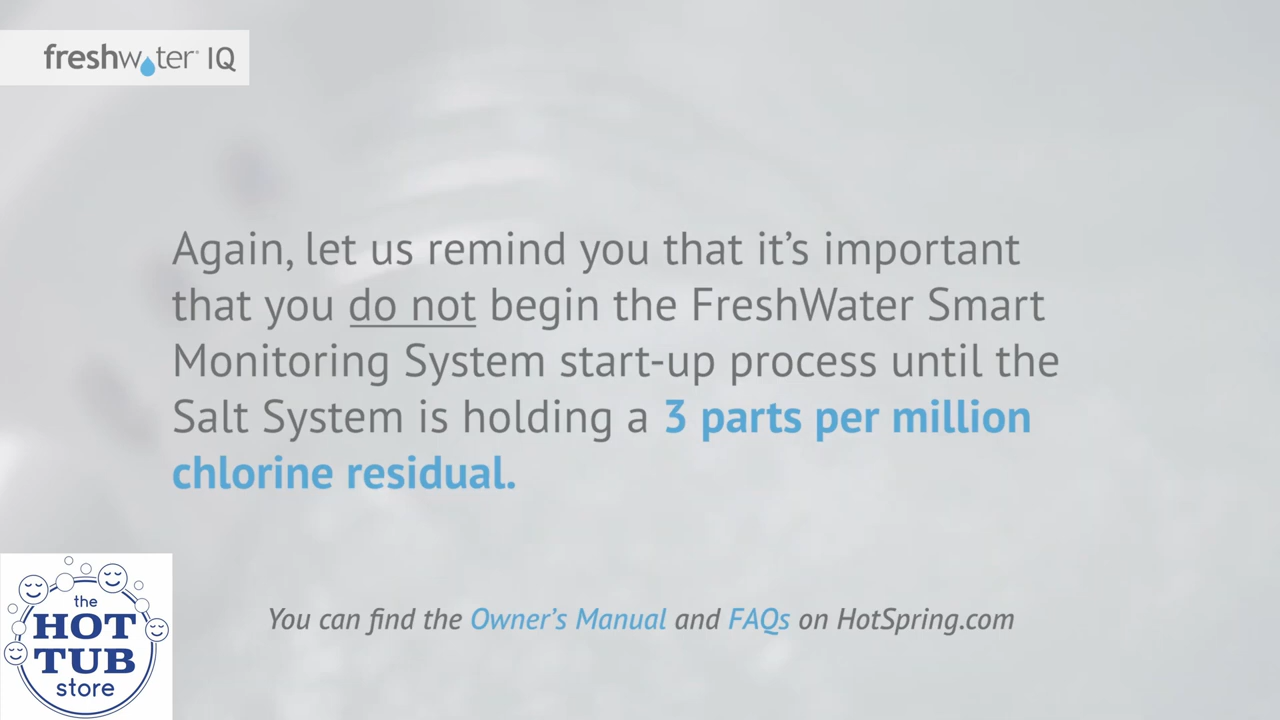 freshwater® IQ
Again, let us remind you that it's important
that you do not begin the FreshWater Smart
Monitoring System start-up process until the
Salt System is holding a 3 parts per million
chlorine residual.
You can find the Owner's Manual and FAQs on HotSpring.com
the
HOT
TUB
store